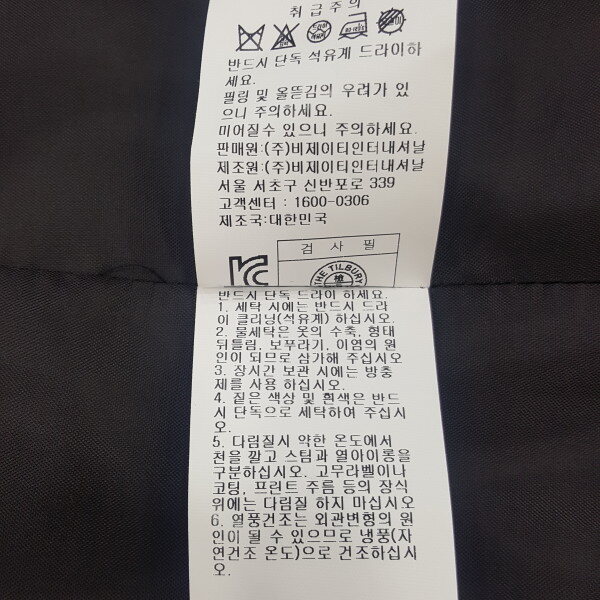 취급주의
반드시 단독 석유계 드라이하
세요.
필링 및 올뜯김의 우려가 있
으니 주의하세요.
미어질수 있으니 주의하세요.
판매원:(주)비제이티인터내셔날
제조원:(주)비제이티인터내셔날
서울 서초구 신반포로 339
고객센터 : 1600-0306
제조국:대한민국
검 사 필
THE TILBURY
반드시 단독 드라이 하세요.
1. 세탁 시에는 반드시 드라
이 클리닝(석유계) 하십시오.
2. 물세탁은 옷의 수축, 형태
뒤틀림, 보푸라기, 이염의 원
인이 되므로 삼가해 주십시오
3. 장시간 보관 시에는 방충
제를 사용 하십시오.
4. 짙은 색상 및 흰색은 반드
시 단독으로 세탁하여 주십시
오.
5. 다림질시 약한 온도에서
천을 깔고 스팀과 열아이롱을
구분하십시오. 고무라벨이나
코팅, 프린트 주름 등의 장식
위에는 다림질 하지 마십시오
6. 열풍건조는 외관변형의 원
인이 될 수 있으므로 냉풍(자
연건조 온도)으로 건조하십시
오.